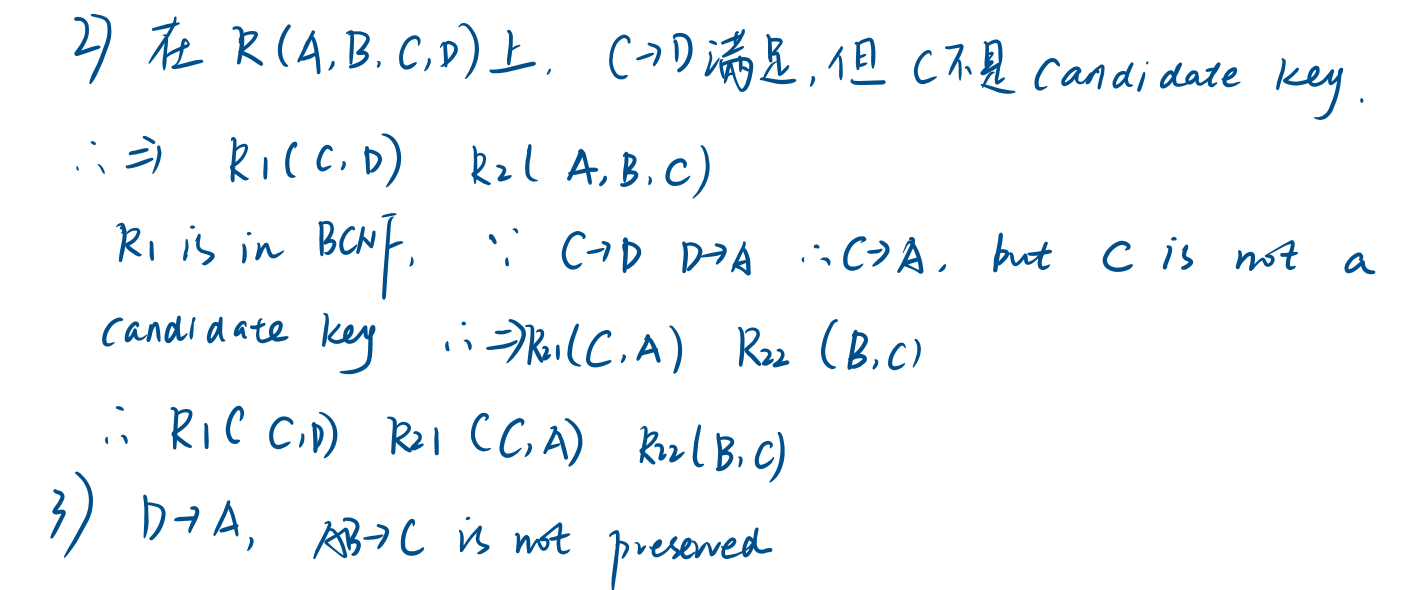 2) 在 R(A,B,C,D)上, C→D满足,但 C不是 candidate key.
∴ ⇒ R1(C,D) R2(A,B,C)
R1 is in BCNF, ∵ C→D D→A ∴C→A, but C is not a
candidate key ∴⇒R21(C,A) R22 (B,C)
∴ R1(C,D) R21 (C,A) R22(B,C)
3) D→A, AB→C is not preserved